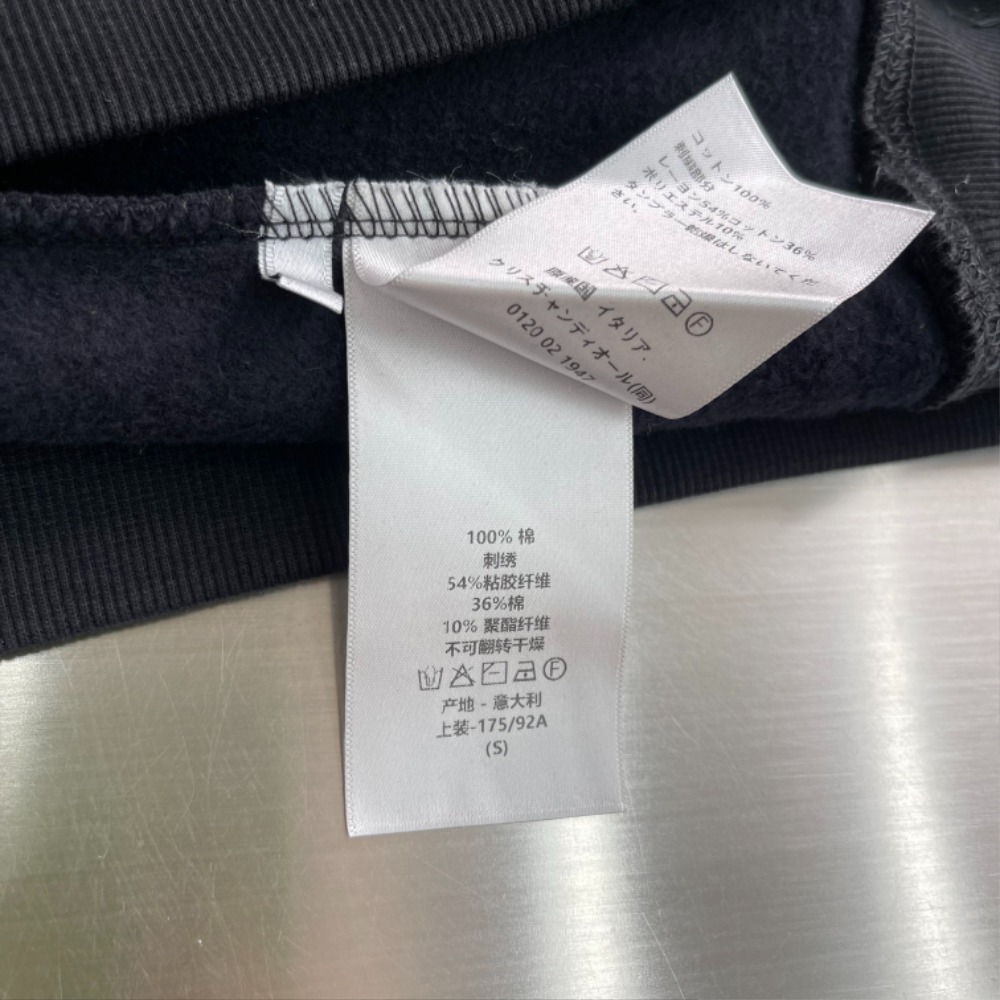 コットン100%
刺繍部分
レーヨン54%コットン36%
ポリエステル10%
タンブラー乾燥はしないでくだ
さい。
F
原産国 イタリア.
クリスチャンディオール(同)
0120 02 1947
100% 棉
刺绣
54%粘胶纤维
36%棉
10% 聚酯纤维
不可翻转干燥
F
产地 - 意大利
上装-175/92A
(S)